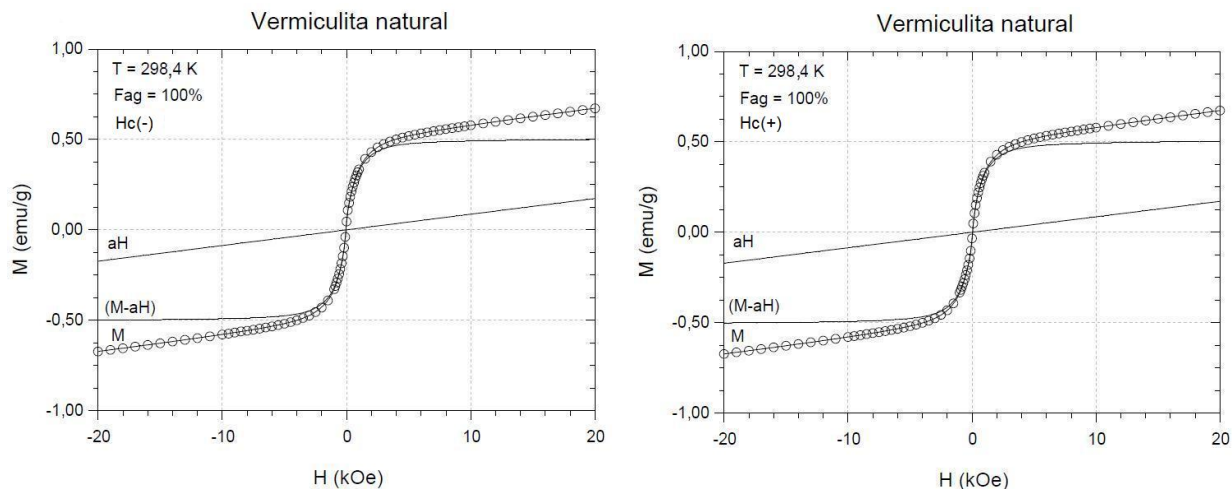 Vermiculita natural
1,00
T = 298,4 K
Fag = 100%
Hc(-)
0,50
M (emu/g)
0,00
aH
(M-aH)
-0,50
M
-1,00
-20
-10
0
10
20
H (kOe)
Vermiculita natural
1,00
T = 298,4 K
Fag = 100%
Hc(+)
0,50
M (emu/g)
0,00
aH
(M-aH)
-0,50
M
-1,00
-20
-10
0
10
20
H (kOe)